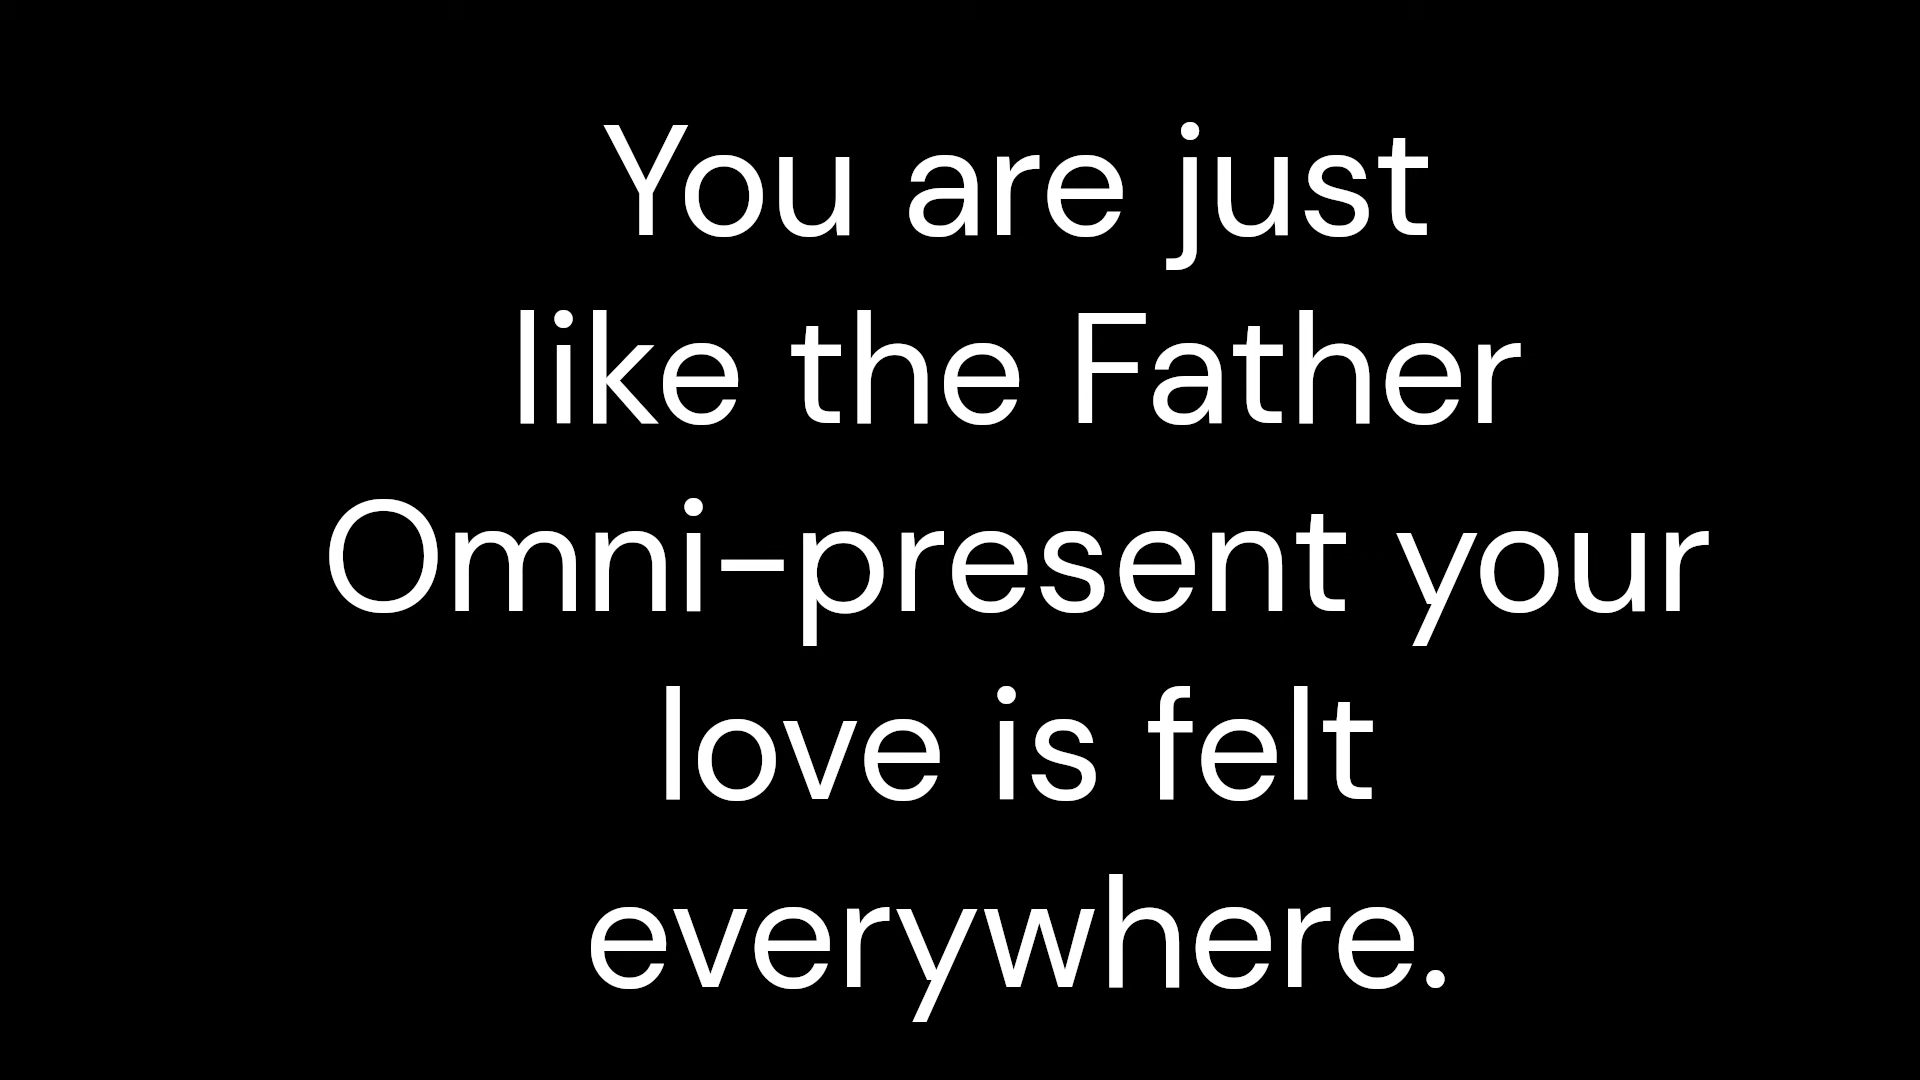 You are just
like the Father
Omni-present your
love is felt
everywhere.